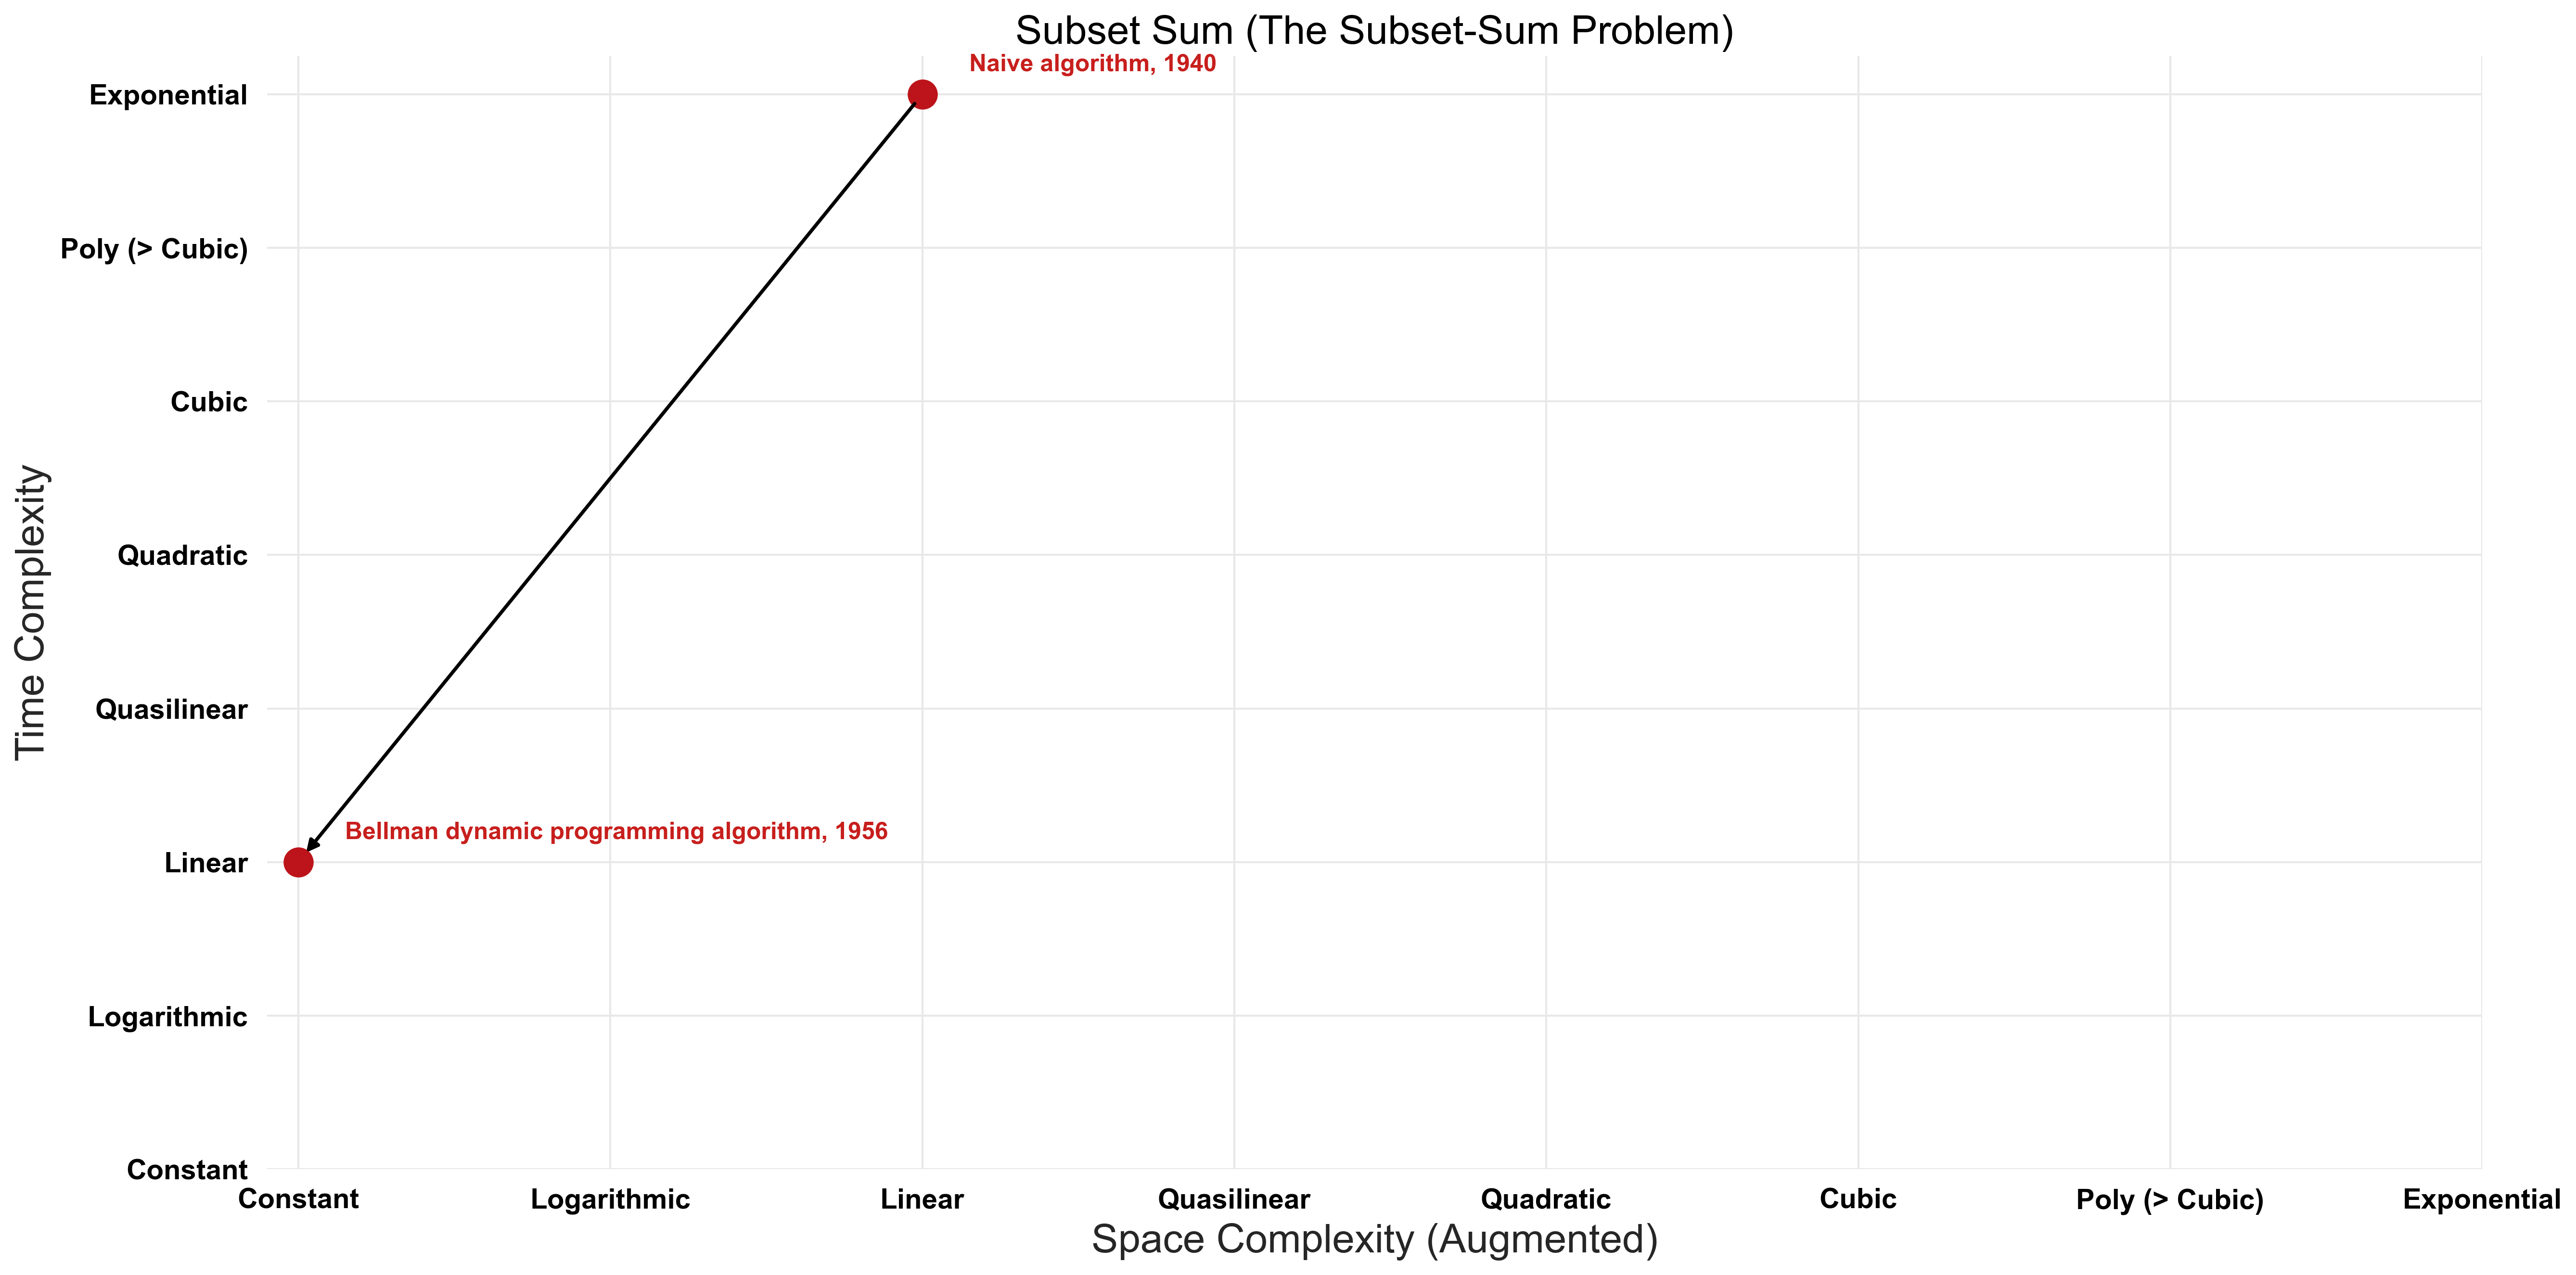 Subset Sum (The Subset-Sum Problem)
Naive algorithm, 1940
Exponential
Poly (> Cubic)
Cubic
Quadratic
Quasilinear
Bellman dynamic programming algorithm, 1956
Linear
Logarithmic
Constant
Time Complexity
Constant Logarithmic Linear Quasilinear Quadratic Cubic Poly (> Cubic) Exponential
Space Complexity (Augmented)